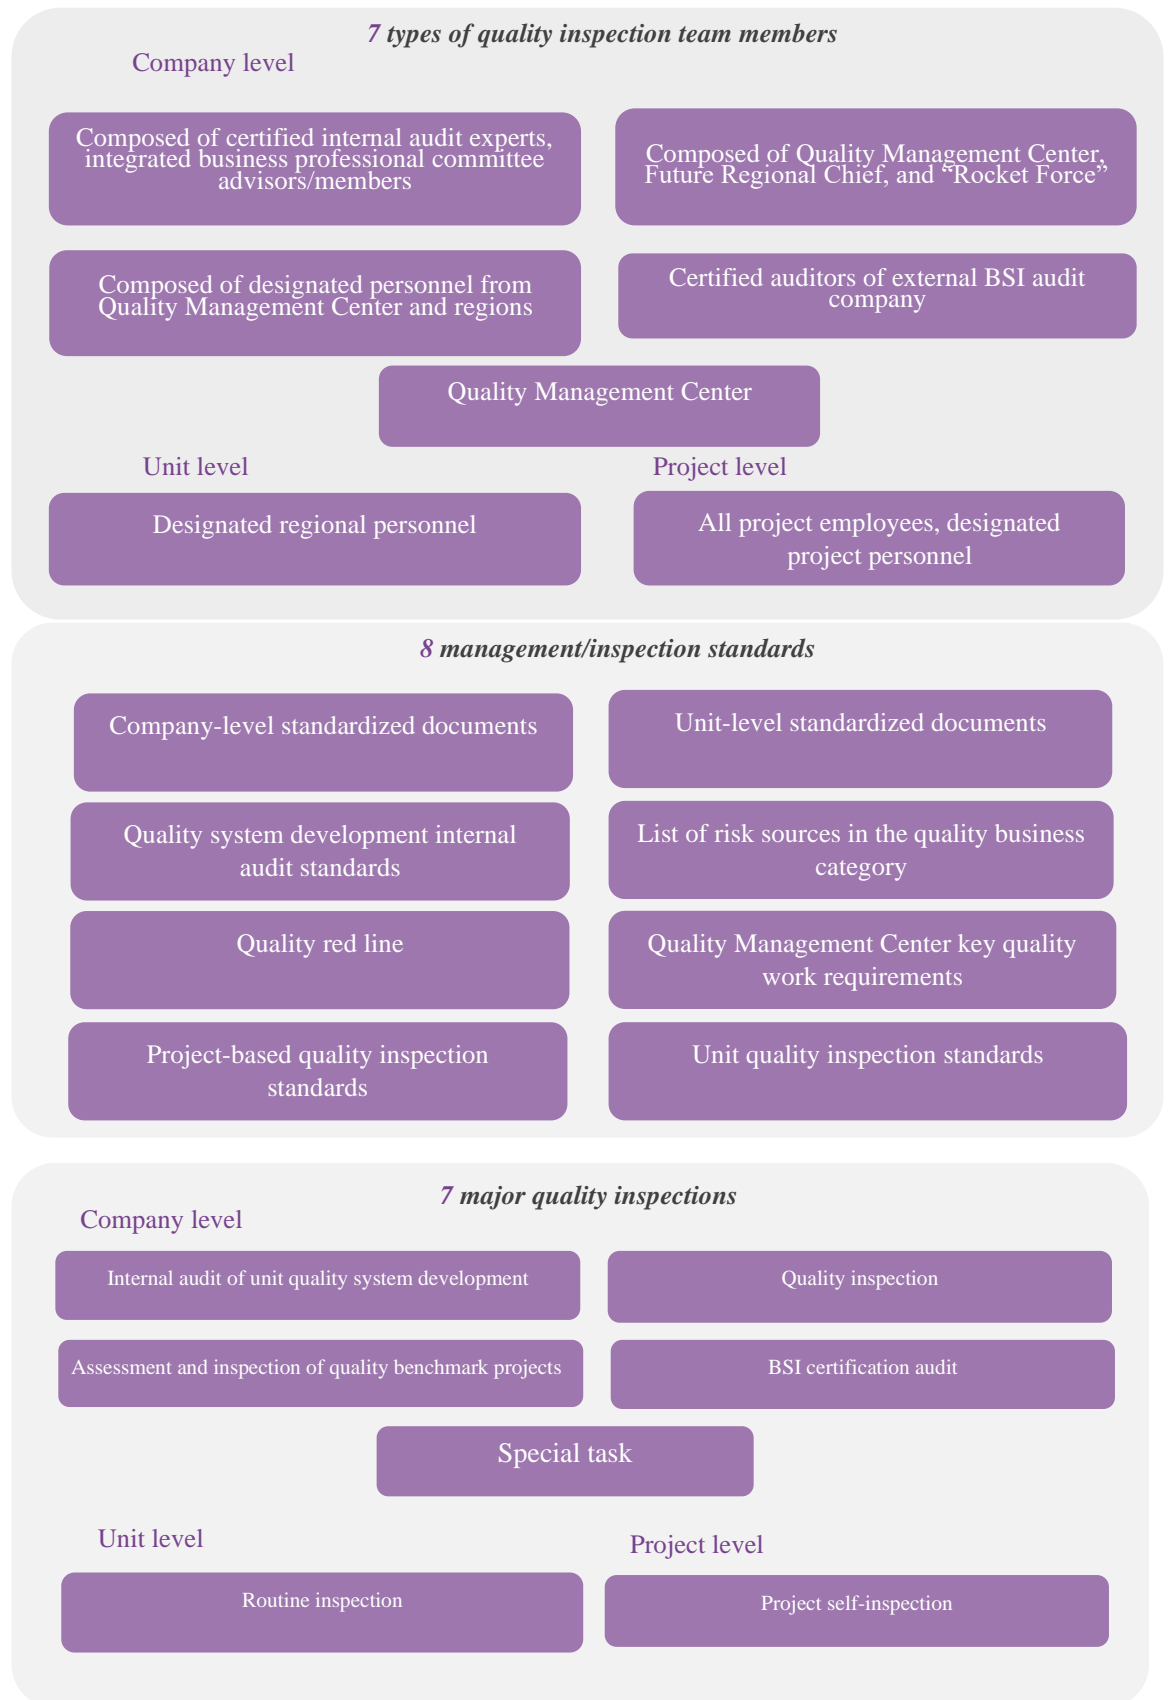 7 types of quality inspection team members
Company level
Composed of certified internal audit experts,
integrated business professional committee
advisors/members
Composed of Quality Management Center,
Future Regional Chief, and “Rocket Force”
Composed of designated personnel from
Quality Management Center and regions
Certified auditors of external BSI audit
company
Quality Management Center
Unit level
Project level
Designated regional personnel
All project employees, designated
project personnel
8 management/inspection standards
Company-level standardized documents
Unit-level standardized documents
Quality system development internal
audit standards
List of risk sources in the quality business
category
Quality red line
Quality Management Center key quality
work requirements
Project-based quality inspection
standards
Unit quality inspection standards
7 major quality inspections
Company level
Internal audit of unit quality system development
Quality inspection
Assessment and inspection of quality benchmark projects
BSI certification audit
Special task
Unit level
Project level
Routine inspection
Project self-inspection